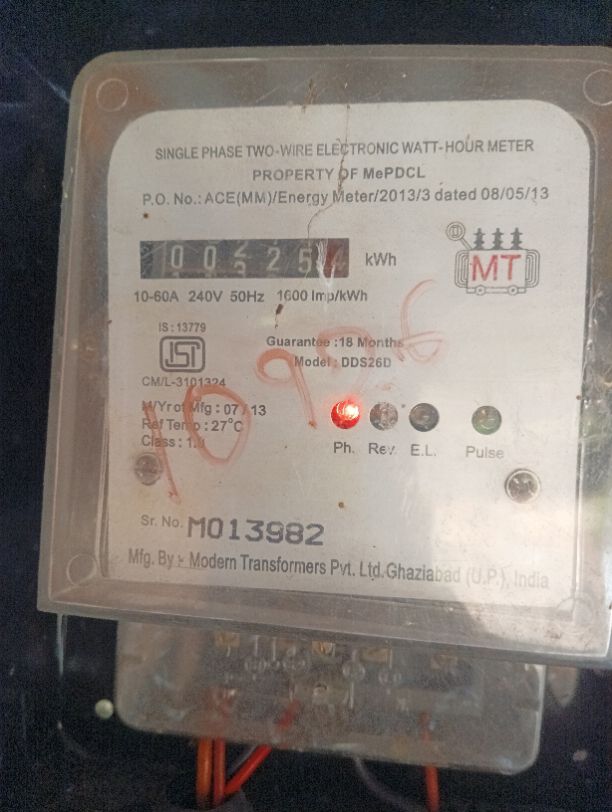 SINGLE PHASE TWO-WIRE ELECTRONIC WATT-HOUR METER
PROPERTY OF MePDCL
P.O. No.: ACE(MM)/Energy Meter/2013/3 dated 08/05/13
kWh
MT
10-60A 240V 50Hz 1600 Imp/kWh
IS : 13779
Guarantee : 18 Months
Model : DDS26D
CM/L-3101324
M/Yr of Mfg : 07 / 13
Ref Temp : 27°C
Class :
Ph. Rev. E.L. Pulse
Sr. No. M013982
Mfg. By :- Modern Transformers Pvt. Ltd. Ghaziabad (U.P.), India